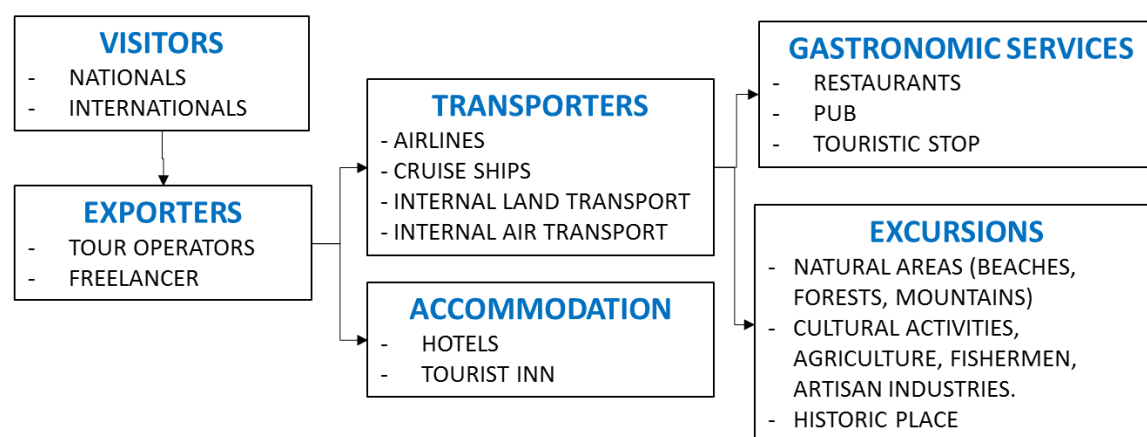 VISITORS
- NATIONALS
- INTERNATIONALS
EXPORTERS
- TOUR OPERATORS
- FREELANCER
TRANSPORTERS
- AIRLINES
- CRUISE SHIPS
- INTERNAL LAND TRANSPORT
- INTERNAL AIR TRANSPORT
ACCOMMODATION
- HOTELS
- TOURIST INN
GASTRONOMIC SERVICES
- RESTAURANTS
- PUB
- TOURISTIC STOP
EXCURSIONS
- NATURAL AREAS (BEACHES,
FORESTS, MOUNTAINS)
- CULTURAL ACTIVITIES,
AGRICULTURE, FISHERMEN,
ARTISAN INDUSTRIES.
- HISTORIC PLACE